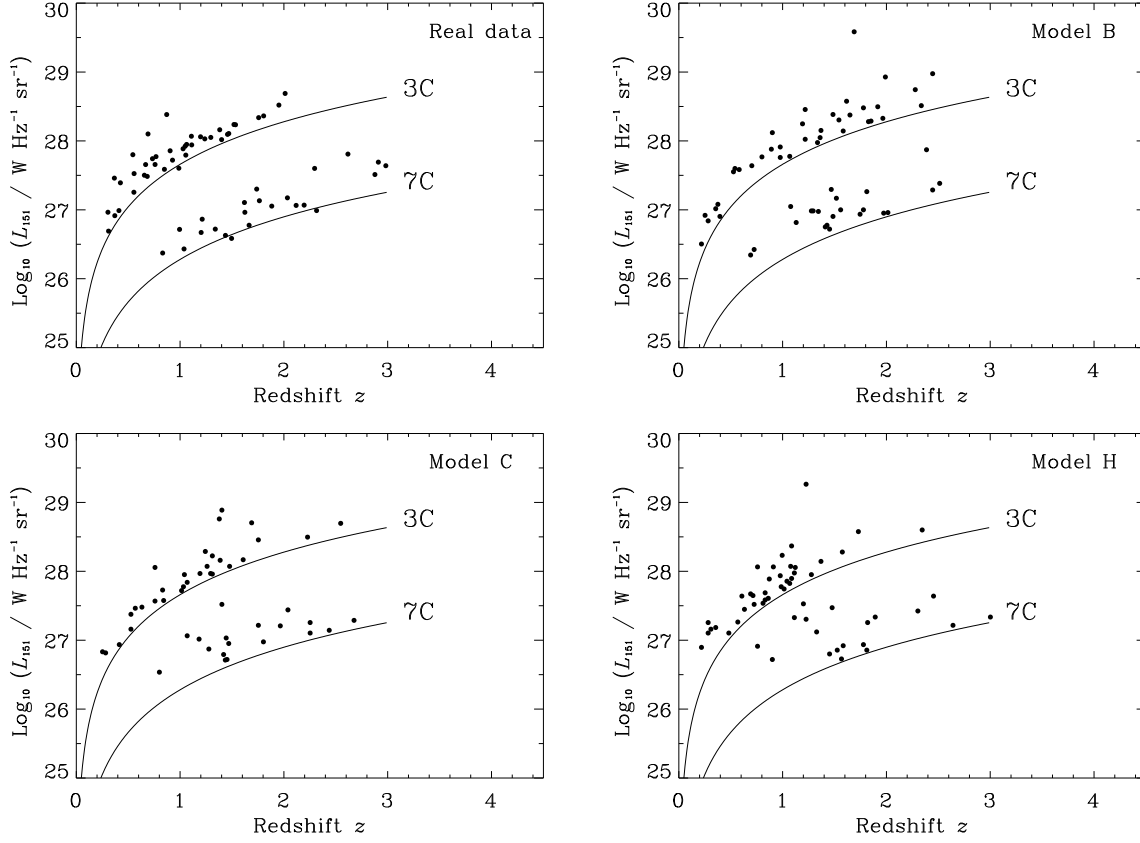 30
29
28
27
26
25
Log₁₀ (L₁₅₁ / W Hz⁻¹ sr⁻¹)
Real data
3C
7C
0 1 2 3 4
Redshift z
30
29
28
27
26
25
Log₁₀ (L₁₅₁ / W Hz⁻¹ sr⁻¹)
Model B
3C
7C
0 1 2 3 4
Redshift z
30
29
28
27
26
25
Log₁₀ (L₁₅₁ / W Hz⁻¹ sr⁻¹)
Model C
3C
7C
0 1 2 3 4
Redshift z
30
29
28
27
26
25
Log₁₀ (L₁₅₁ / W Hz⁻¹ sr⁻¹)
Model H
3C
7C
0 1 2 3 4
Redshift z